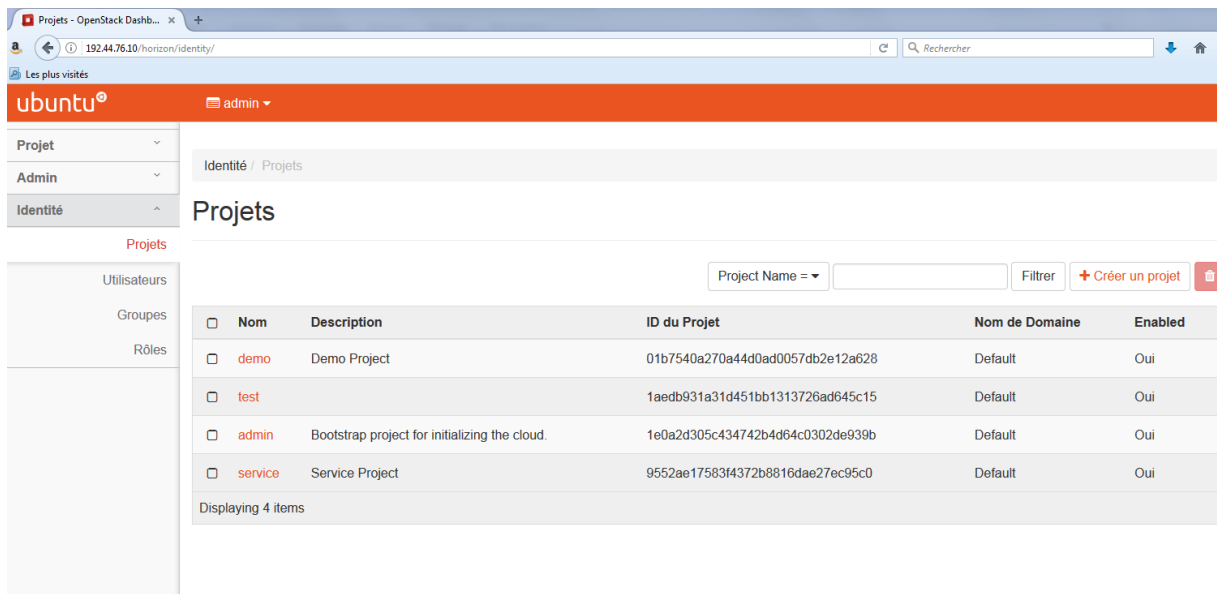 Projets - OpenStack Dashb... × +
192.44.76.10/horizon/identity/ Rechercher
Les plus visités
ubuntu admin
Projet
Admin
Identité
Projets
Utilisateurs
Groupes
Rôles
Identité / Projets
Projets
Project Name = Filtrer + Créer un projet
Nom Description ID du Projet Nom de Domaine Enabled
demo Demo Project 01b7540a270a44d0ad0057db2e12a628 Default Oui
test 1aedb931a31d451bb1313726ad645c15 Default Oui
admin Bootstrap project for initializing the cloud. 1e0a2d305c434742b4d64c0302de939b Default Oui
service Service Project 9552ae17583f4372b8816dae27ec95c0 Default Oui
Displaying 4 items